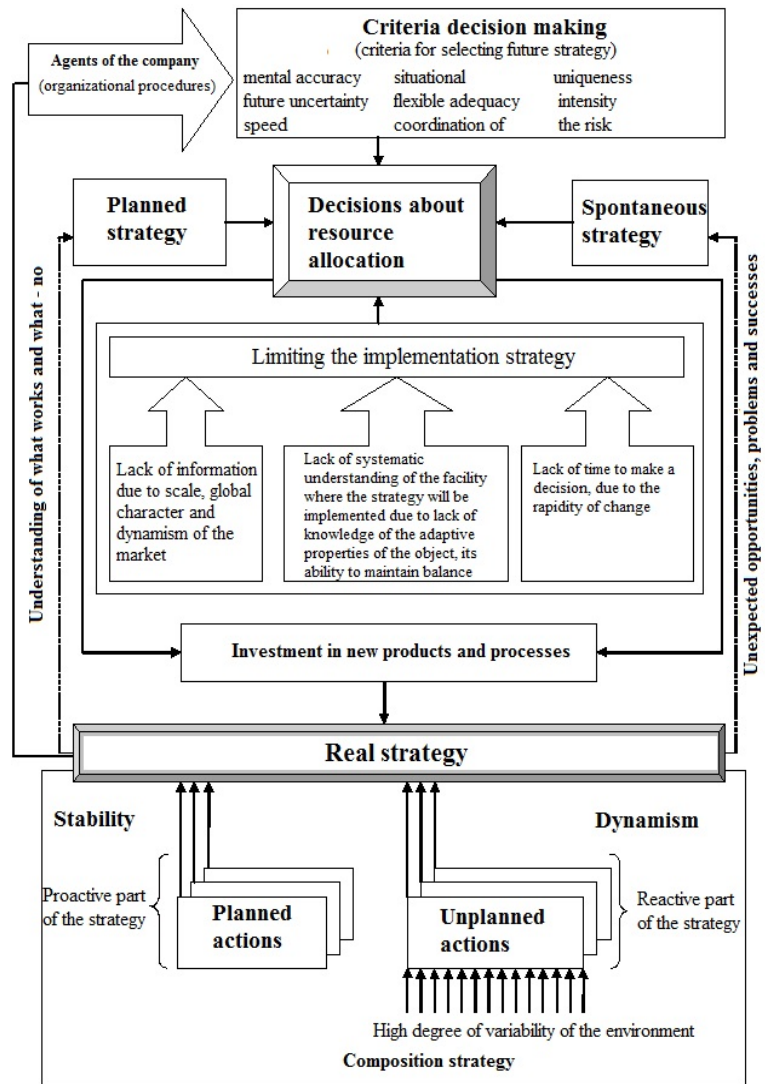 Criteria decision making
(criteria for selecting future strategy)
mental accuracy situational uniqueness
future uncertainty flexible adequacy intensity
speed coordination of the risk
Agents of the company
(organizational procedures)
Planned
strategy
Decisions about
resource
allocation
Spontaneous
strategy
Understanding of what works and what - no
Unexpected opportunities, problems and successes
Limiting the implementation strategy
Lack of information
due to scale, global
character and
dynamism of the
market
Lack of systematic
understanding of the facility
where the strategy will be
implemented due to lack of
knowledge of the adaptive
properties of the object, its
ability to maintain balance
Lack of time to make a
decision, due to the
rapidity of change
Investment in new products and processes
Real strategy
Stability
Dynamism
Proactive part
of the strategy
Planned
actions
Unplanned
actions
Reactive part
of the strategy
High degree of variability of the environment
Composition strategy